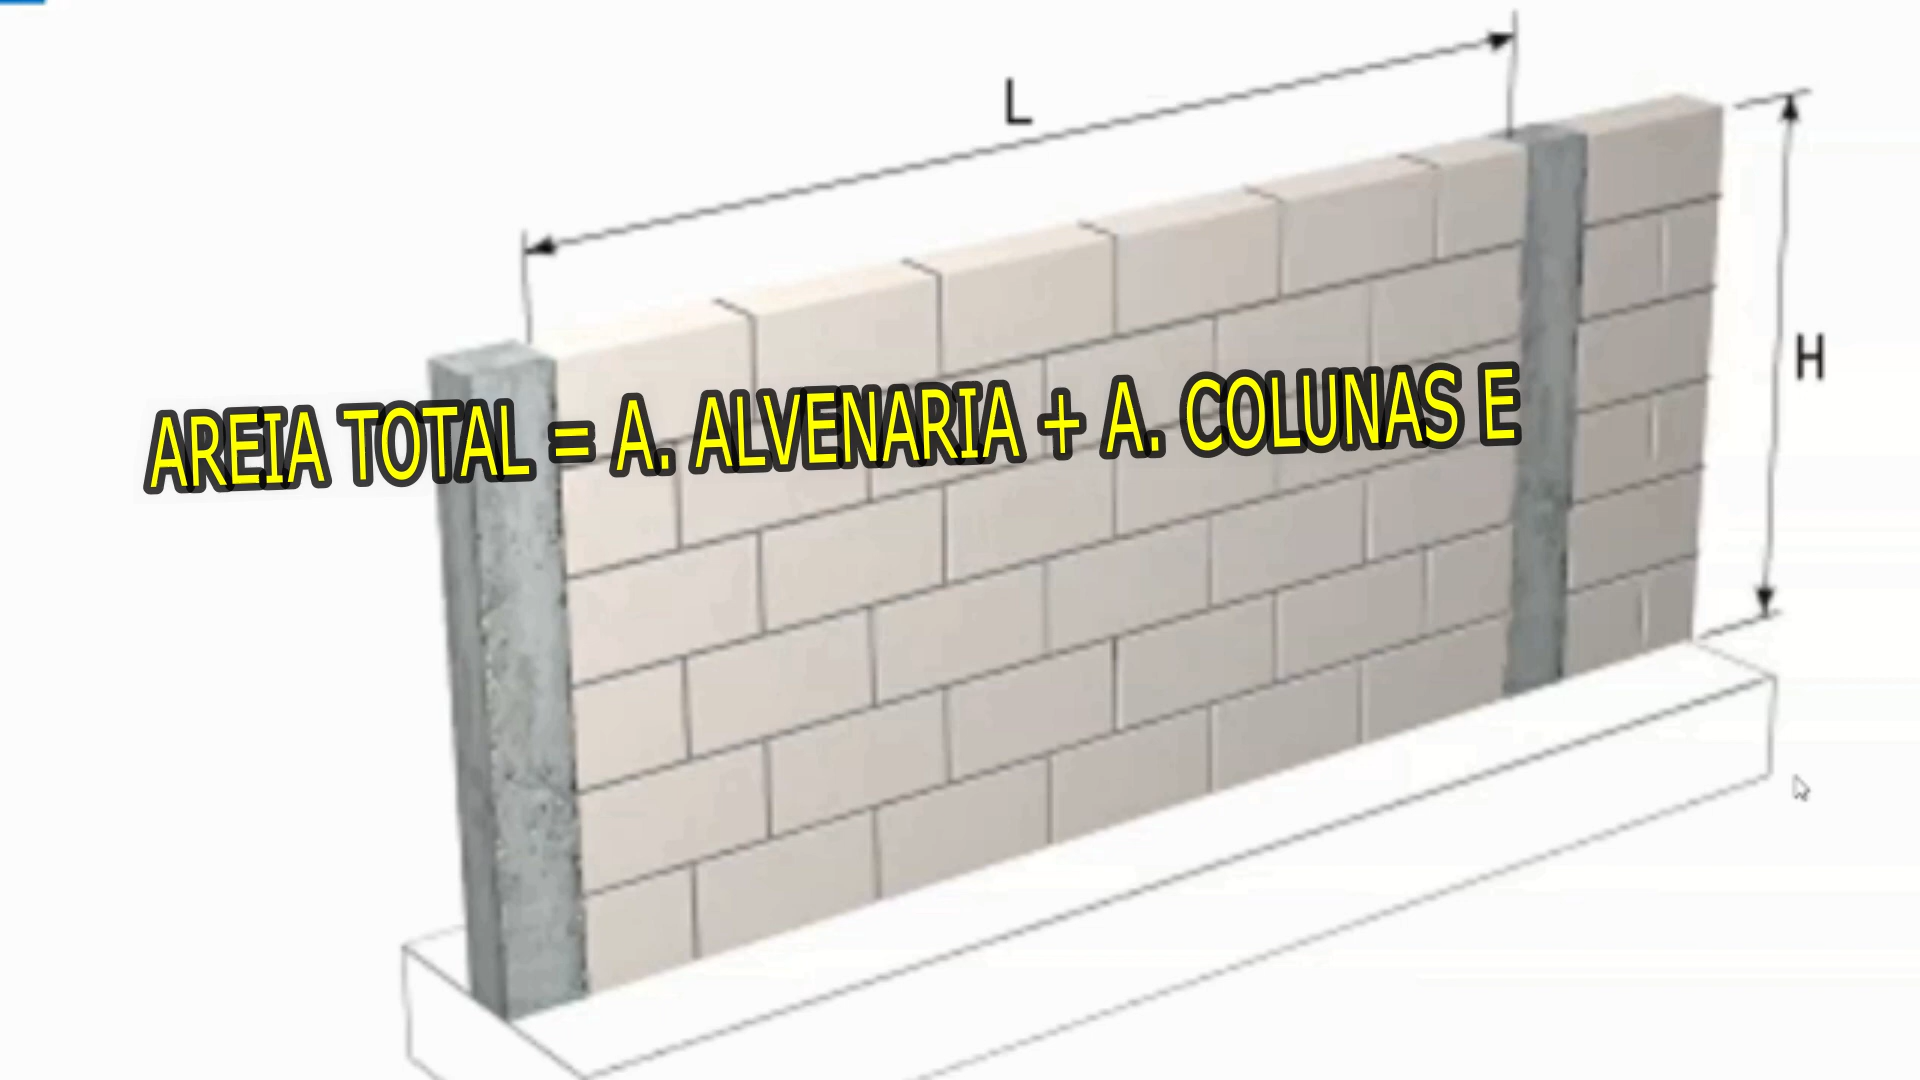 L
H
AREIA TOTAL = A. ALVENARIA + A. COLUNAS E